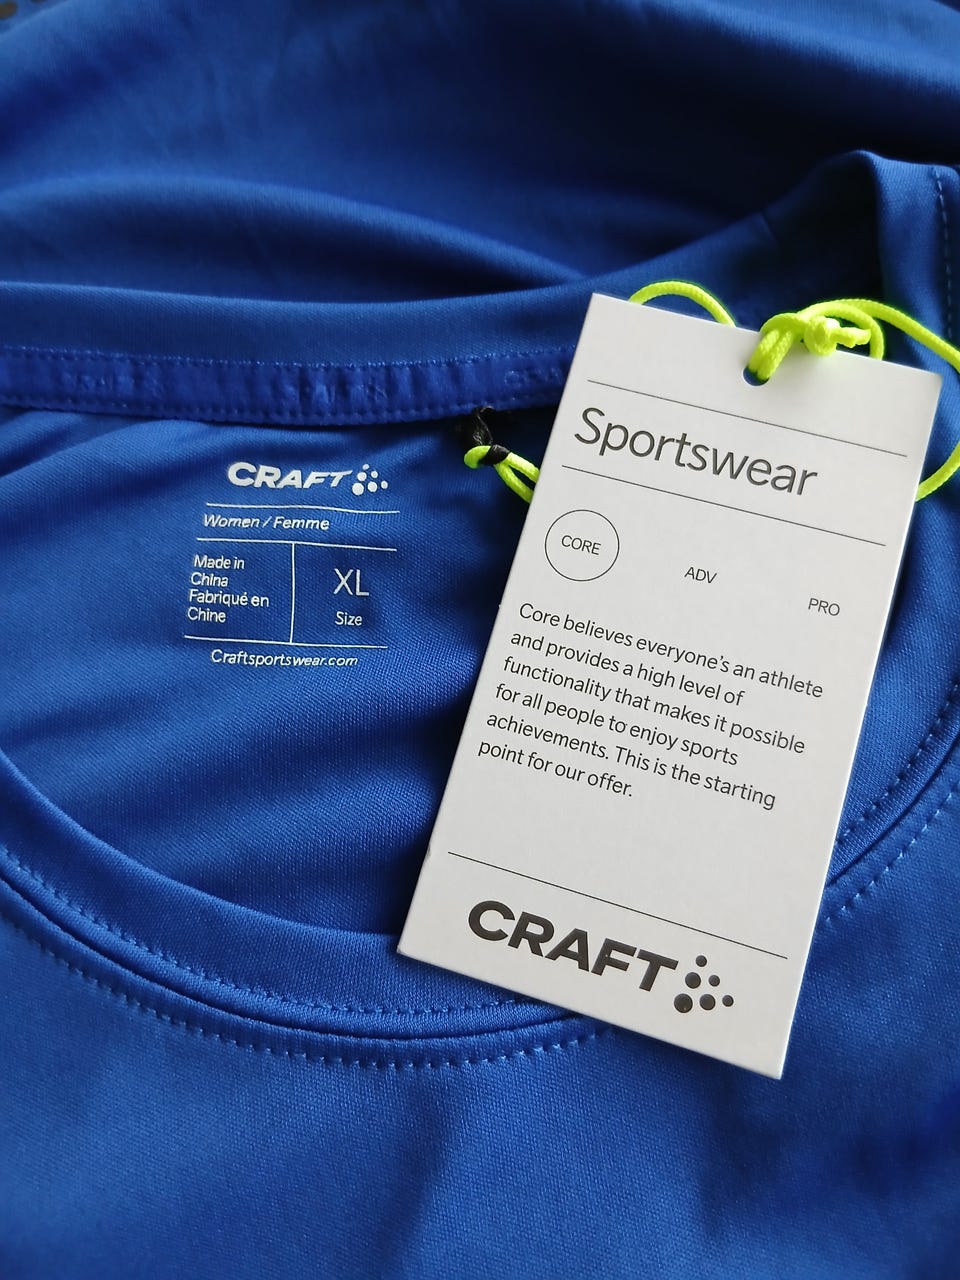 CRAFT
Women / Femme
Made in
China
Fabriqué en
Chine
XL
Size
Craftsportswear.com
Sportswear
CORE
ADV
PRO
Core believes everyone's an athlete
and provides a high level of
functionality that makes it possible
for all people to enjoy sports
achievements. This is the starting
point for our offer.
CRAFT